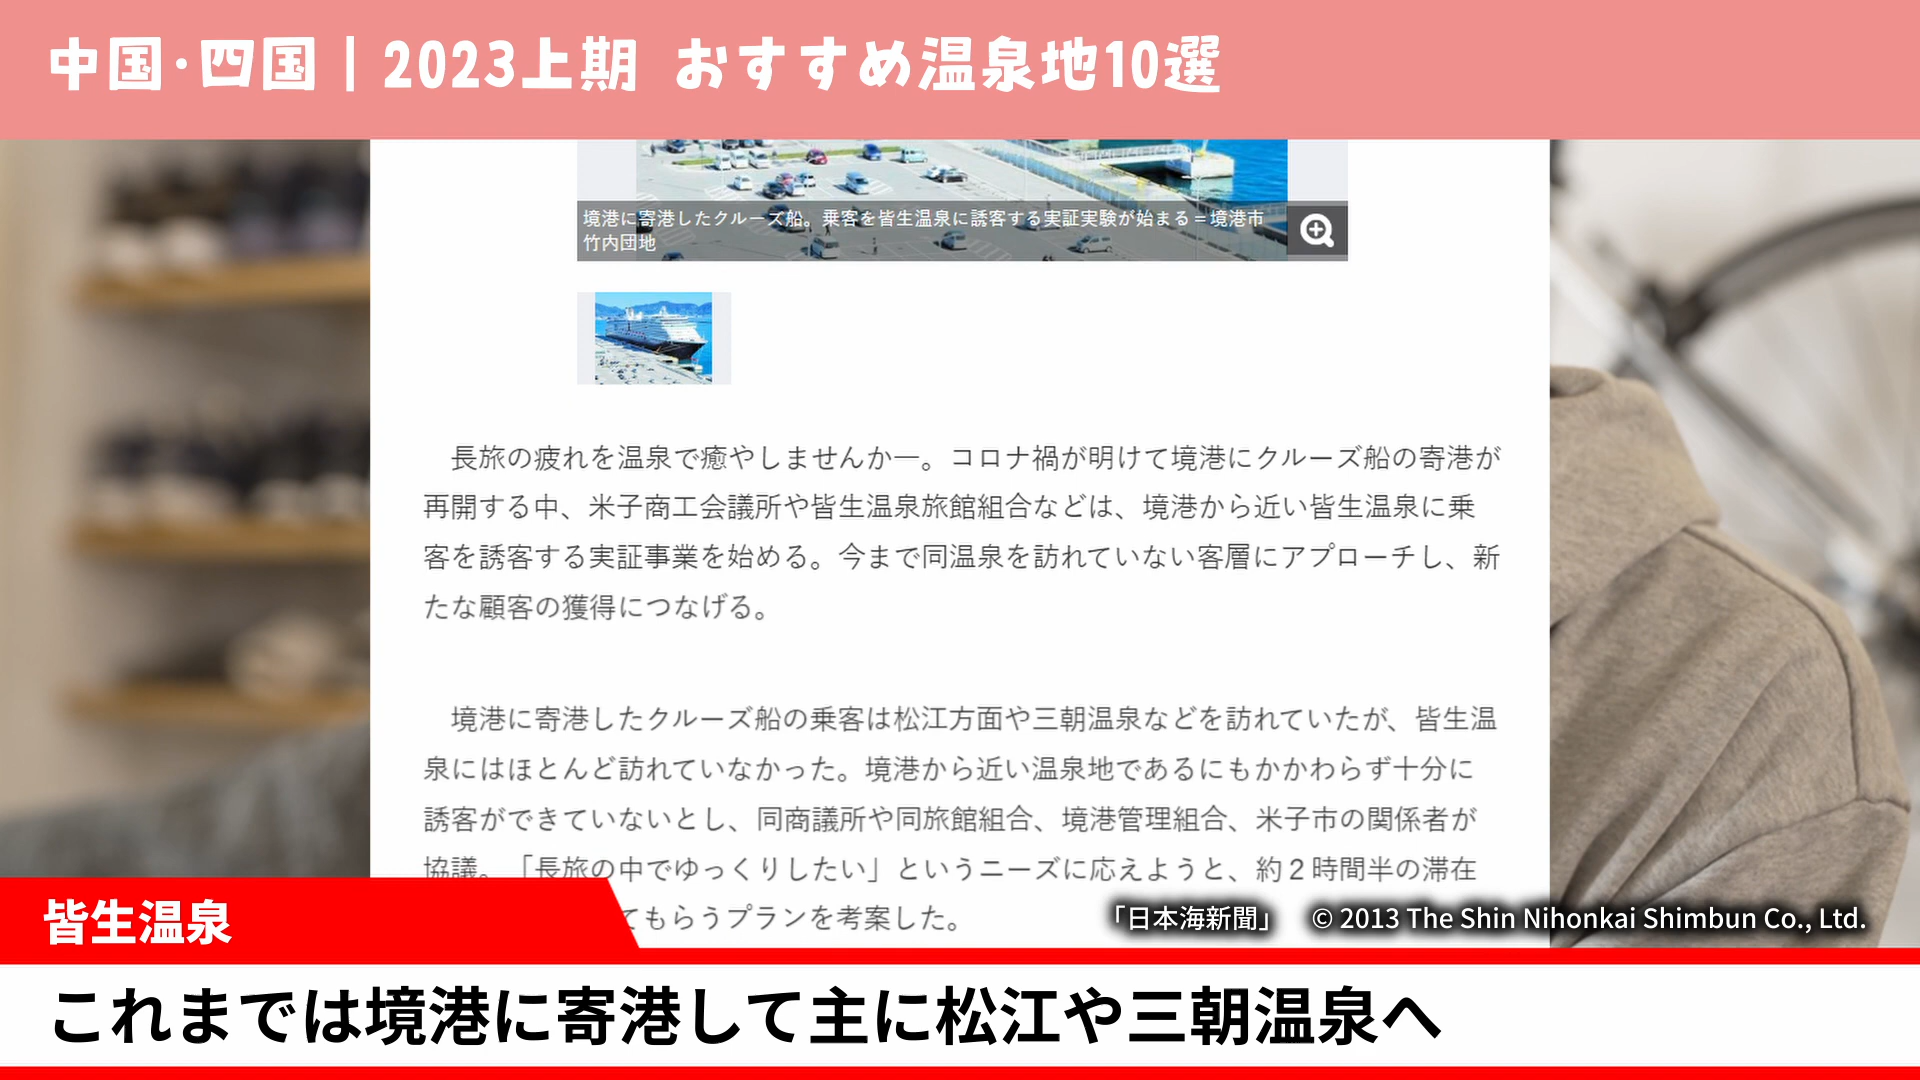 中国·四国｜2023上期 おすすめ温泉地10選
境港に寄港したクルーズ船。乗客を皆生温泉に誘客する実証実験が始まる＝境港市
竹内団地
長旅の疲れを温泉で癒やしませんか―。コロナ禍が明けて境港にクルーズ船の寄港が
再開する中、米子商工会議所や皆生温泉旅館組合などは、境港から近い皆生温泉に乗
客を誘客する実証事業を始める。今まで同温泉を訪れていない客層にアプローチし、新
たな顧客の獲得につなげる。
境港に寄港したクルーズ船の乗客は松江方面や三朝温泉などを訪れていたが、皆生温
泉にはほとんど訪れていなかった。境港から近い温泉地であるにもかかわらず十分に
誘客ができていないとし、同商議所や同旅館組合、境港管理組合、米子市の関係者が
協議。「長旅の中でゆっくりしたい」というニーズに応えようと、約２時間半の滞在
てもらうプランを考案した。
「日本海新聞」 © 2013 The Shin Nihonkai Shimbun Co., Ltd.
皆生温泉
これまでは境港に寄港して主に松江や三朝温泉へ